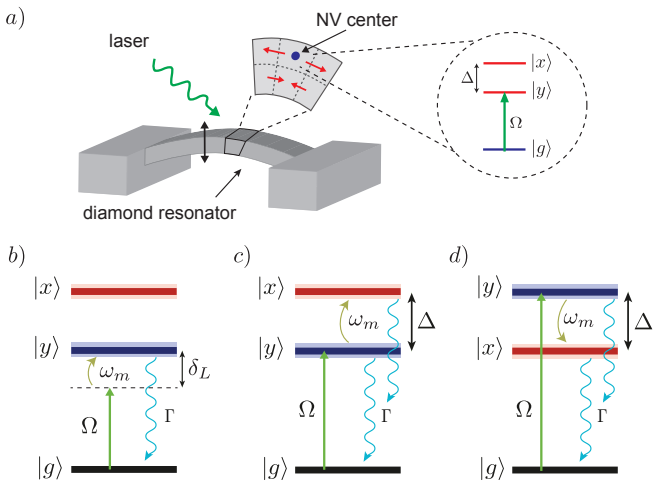 a)
NV center
laser
diamond resonator
|x⟩
Δ
|y⟩
Ω
|g⟩
b)
|x⟩
|y⟩
ω_m
δ_L
Ω
Γ
|g⟩
c)
|x⟩
ω_m
Δ
|y⟩
Ω
Γ
|g⟩
d)
|y⟩
ω_m
Δ
|x⟩
Ω
Γ
|g⟩